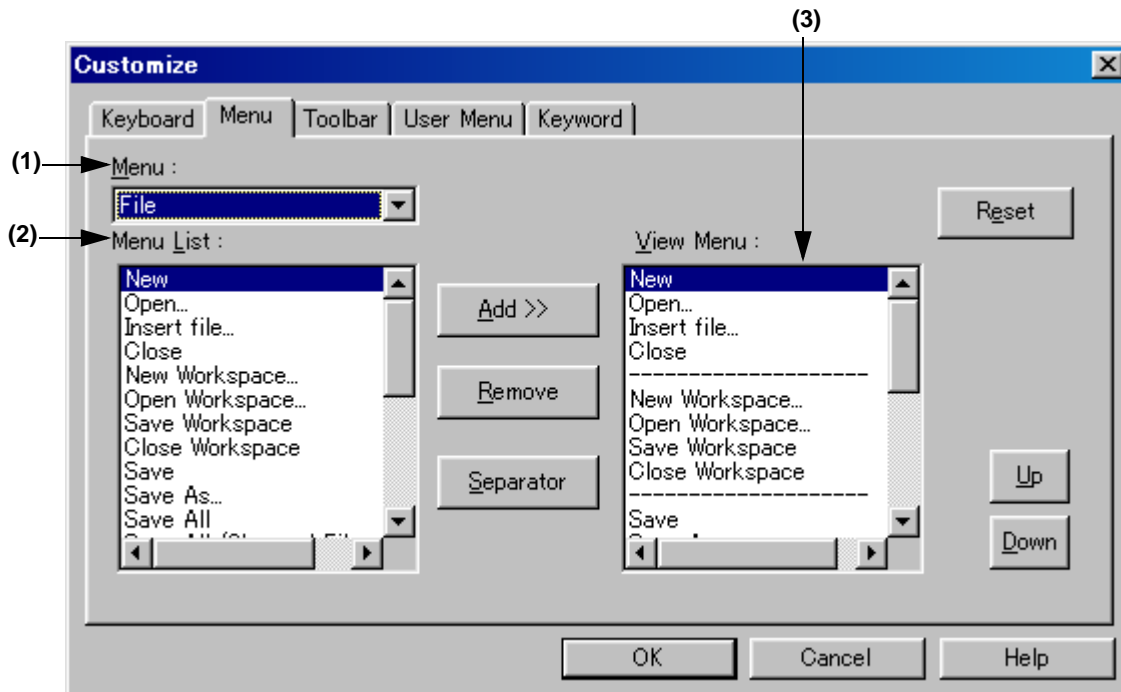 (3)
Customize
Keyboard Menu Toolbar User Menu Keyword
(1)
Menu :
File
Reset
(2)
Menu List :
New
Open...
Insert file...
Close
New Workspace...
Open Workspace...
Save Workspace
Close Workspace
Save
Save As...
Save All
Add >>
Remove
Separator
View Menu :
New
Open...
Insert file...
Close
--------------------
New Workspace...
Open Workspace...
Save Workspace
Close Workspace
--------------------
Save
Up
Down
OK Cancel Help